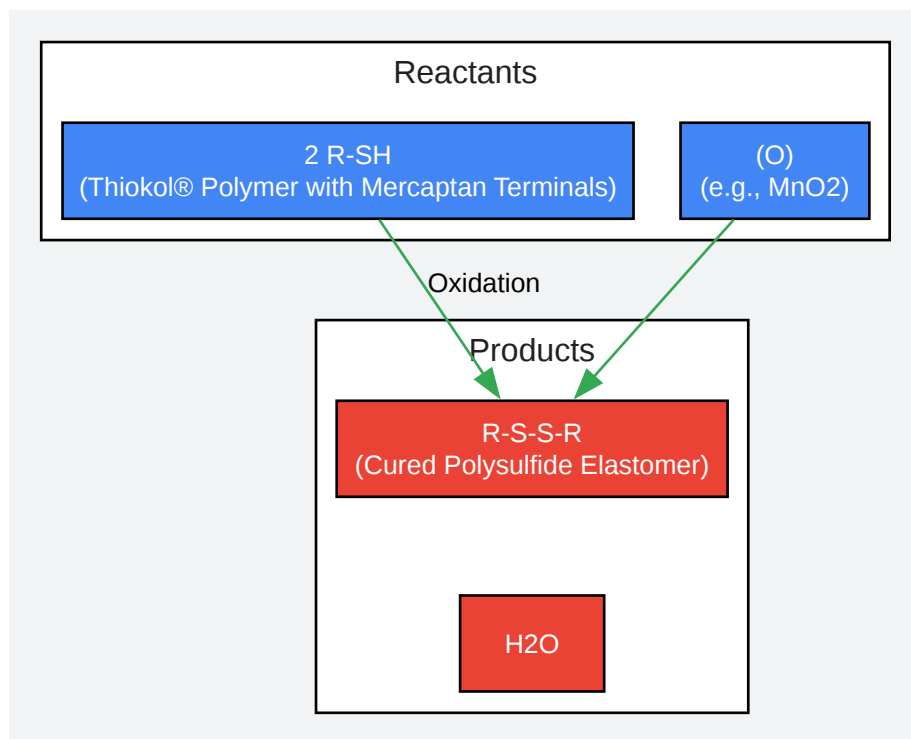 Reactants
2 R-SH
(Thiokol® Polymer with Mercaptan Terminals)
(O)
(e.g., MnO2)
Oxidation
Products
R-S-S-R
(Cured Polysulfide Elastomer)
H2O